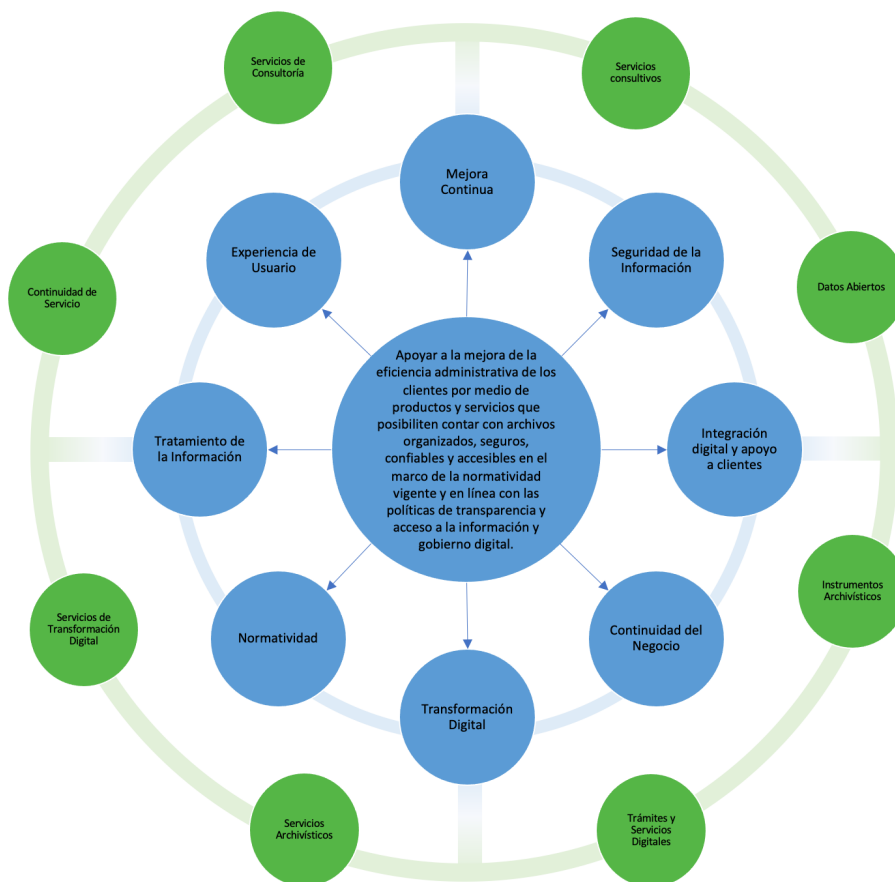 Servicios de
Consultoría
Servicios
consultivos
Mejora
Continua
Experiencia de
Usuario
Seguridad de la
Información
Continuidad de
Servicio
Datos Abiertos
Apoyar a la mejora de la
eficiencia administrativa de los
clientes por medio de
productos y servicios que
posibiliten contar con archivos
organizados, seguros,
confiables y accesibles en el
marco de la normatividad
vigente y en línea con las
políticas de transparencia y
acceso a la información y
gobierno digital.
Tratamiento de
la Información
Integración
digital y apoyo
a clientes
Instrumentos
Archivísticos
Servicios de
Transformación
Digital
Normatividad
Continuidad del
Negocio
Transformación
Digital
Servicios
Archivísticos
Trámites y
Servicios
Digitales